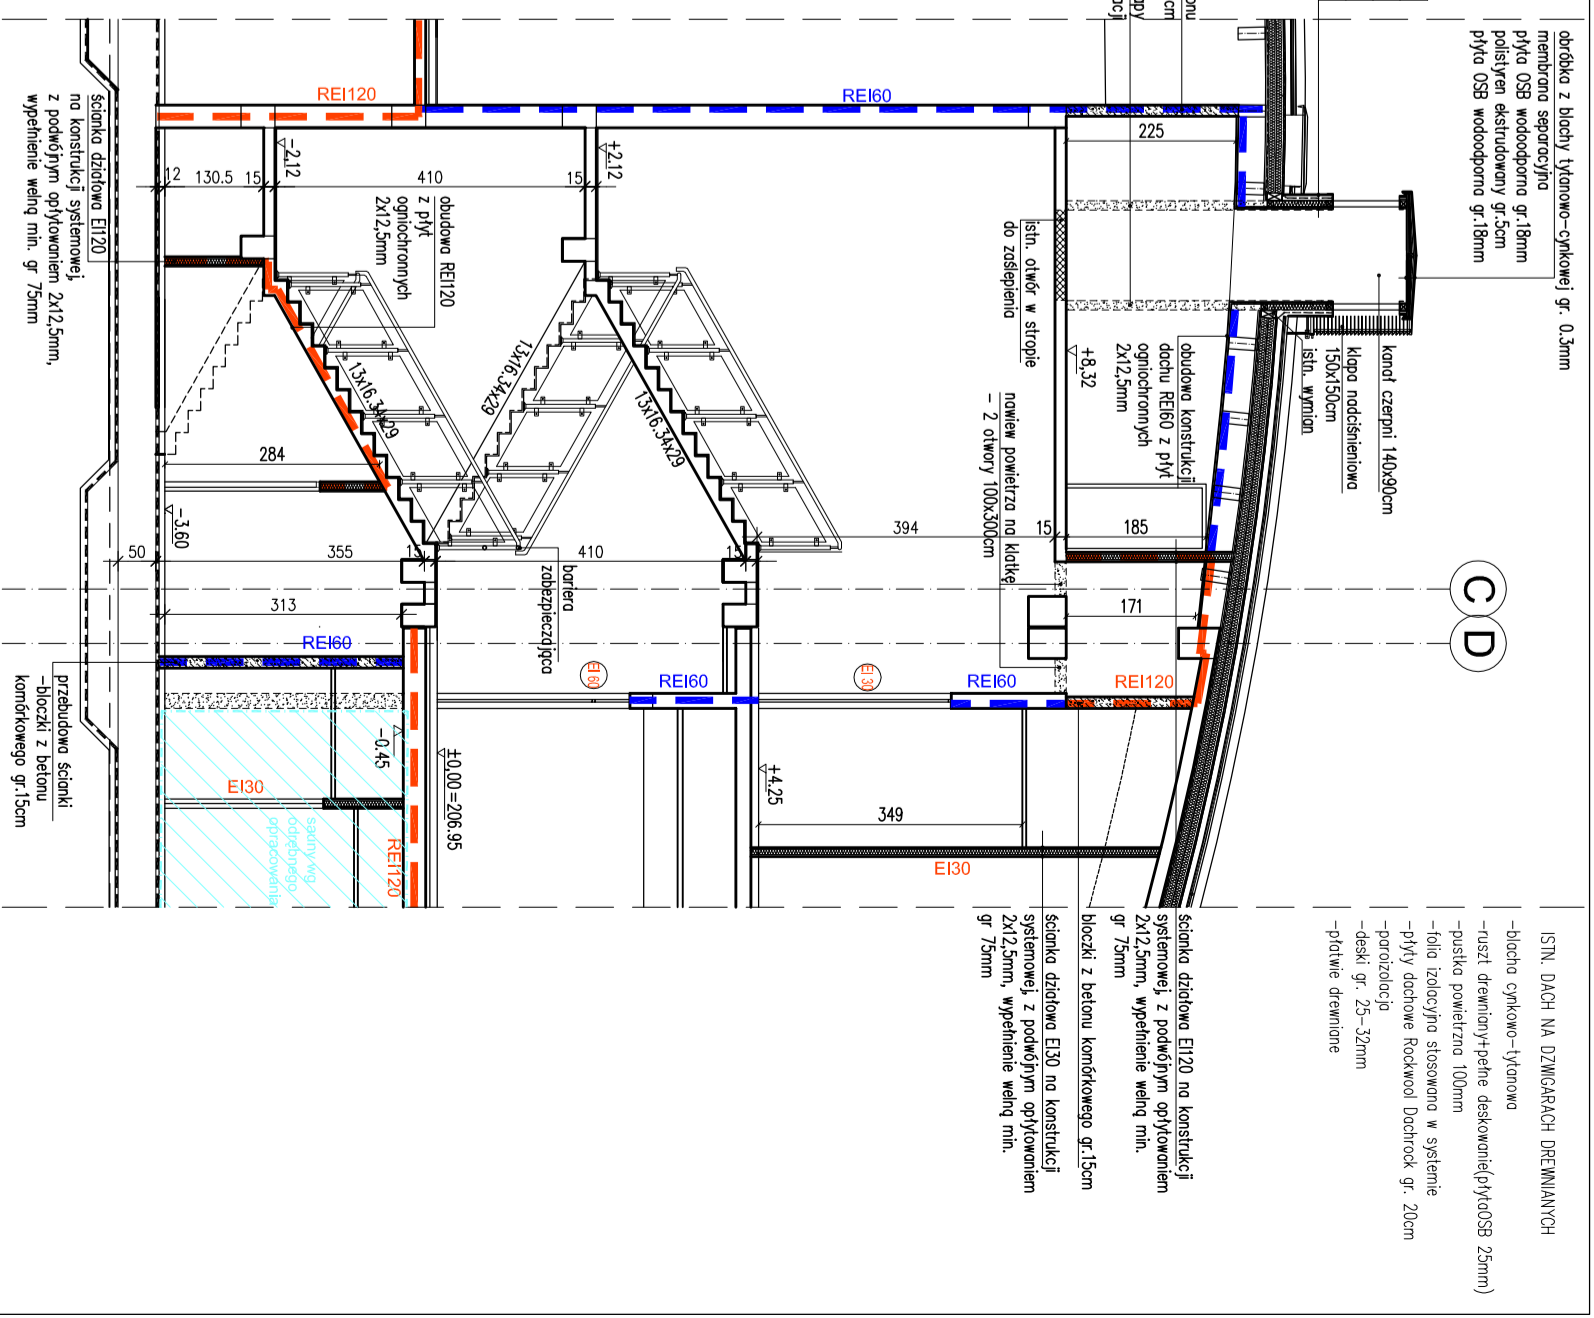 obróbka z blachy tytanowo-cynkowej gr. 0.3mm
membrana separacyjna
płyta OSB wodoodporna gr.18mm
polistyren ekstrudowany gr.5cm
płyta OSB wodoodporna gr.18mm
kanał czerpni 140x90cm
klapa nadciśnieniowa
150x150cm
istn. wymian
C
D
ISTN. DACH NA DZWIGARACH DREWNIANYCH
-blacha cynkowo-tytanowa
-ruszt drewniany+pełne deskowanie(płytaOSB 25mm)
-pustka powietrzna 100mm
-folia izolacyjna stosowana w systemie
-płyty dachowe Rockwool Dachrock gr. 20cm
-paroizolacja
-deski gr. 25-32mm
-płatwie drewniane
obudowa konstrukcji
dachu REI60 z płyt
ogniochronnych
2x12,5mm
+8,32
istn. otwór w stropie
do zaślepienia
nawiew powietrza na klatkę
- 2 otwory 100x300cm
225
185
171
15
394
REI120
REI60
REI60
REI120
REI60
EI30
EI60
EI30
REI60
EI30
REI120
ścianka działowa EI120 na konstrukcji
systemowej, z podwójnym opłytowaniem
2x12,5mm, wypełnienie wełną min.
gr 75mm
bloczki z betonu komórkowego gr.15cm
ścianka działowa EI30 na konstrukcji
systemowej, z podwójnym opłytowaniem
2x12,5mm, wypełnienie wełną min.
gr 75mm
349
+4.25
+2.12
-2,12
12
130.5
15
410
15
obudowa REI120
z płyt
ogniochronnych
2x12,5mm
13x16.34x29
13x16.34x29
13x16.34x29
284
-3.60
50
355
15
410
15
313
bariera
zabezpieczająca
±0,00=206.95
-0.45
sauny wg
odrębnego
opracowania
ścianka działowa EI120
na konstrukcji systemowej,
z podwójnym opłytowaniem 2x12,5mm,
wypełnienie wełną min. gr 75mm
przebudowa ścianki
-bloczki z betonu
komórkowego gr.15cm